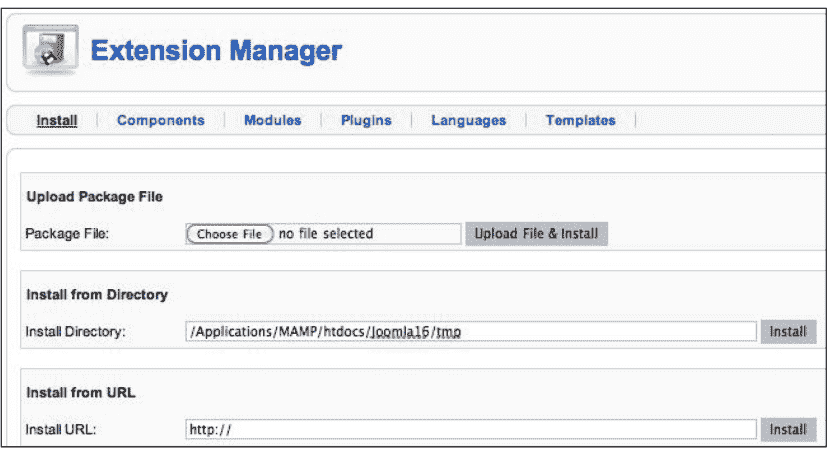 Extension Manager
Install Components Modules Plugins Languages Templates
Upload Package File
Package File: Choose File no file selected Upload File & Install
Install from Directory
Install Directory: /Applications/MAMP/htdocs/Joomla16/tmp Install
Install from URL
Install URL: http:// Install